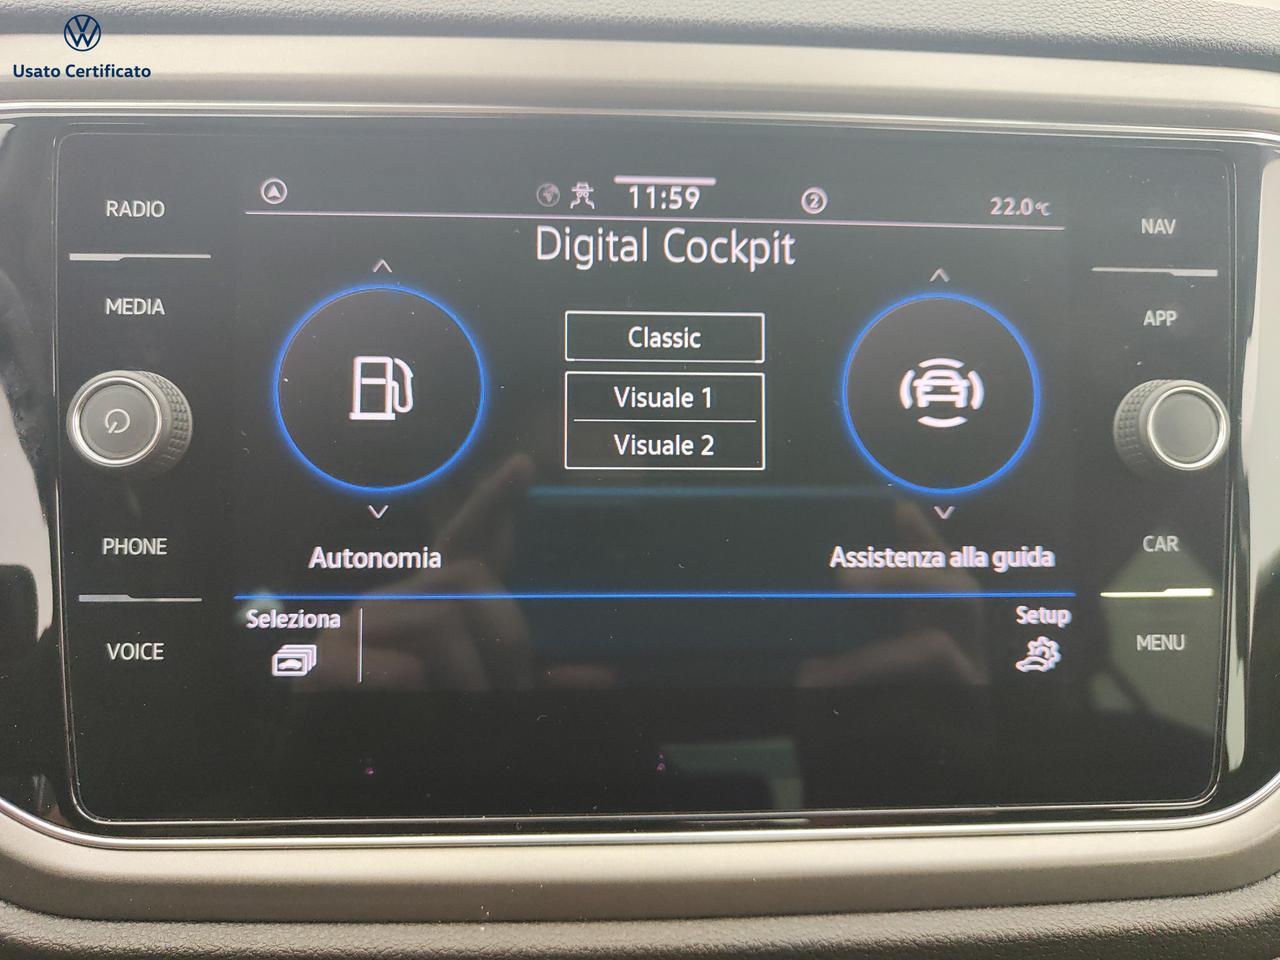 Usato Certificato
RADIO
MEDIA
PHONE
VOICE
11:59
2
22.0°C
Digital Cockpit
Classic
Visuale 1
Visuale 2
Autonomia
Assistenza alla guida
Seleziona
Setup
NAV
APP
CAR
MENU